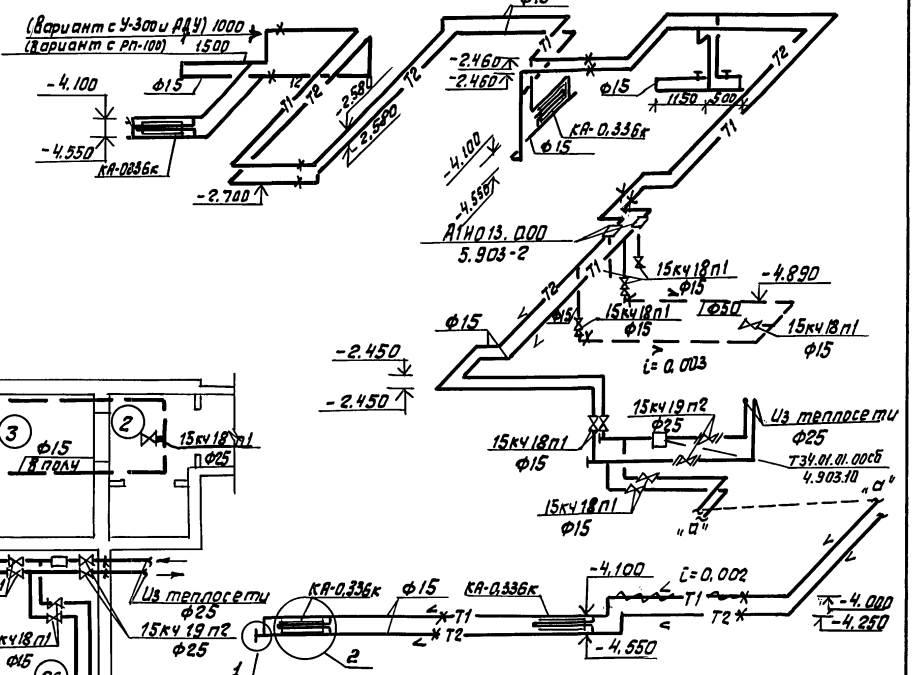 (Вариант с У-300и АДУ) 1000
(Вариант с РП-100) 1500
-4.100
Ф15
-4.550
КА-0336к
-2.700
Т1
Т2
-2.580
Ф15
Т1
-2.460
-2.460
КА-0,336к
Ф15
-4.100
-4.550
Ф15
1150
500
Т2
Т1
А1НО13.000
5.903-2
Т2
Т1
15кч18п1
Ф15
-4.890
Ф15
15кч18п1
Ф15
Ф50
15кч18п1
Ф15
i=0,003
Ф15
-2.450
-2.450
15кч19п2
Ф25
Из теплосети
Ф25
15кч18п1
Ф15
Т34.01.01.00сб
4.903.10
15кч18п1
Ф15
„а"
„а"
3
2
Ф15
в полу
15кч18п1
Ф25
Из теплосети
Ф25
15кч19п2
Ф25
кч18п1
Ф15
КА-0,336к
Ф15
КА-0,336к
-4.100
i=0,002
Т1
Т2
Т1
Т2
-4.000
-4.250
-4.550
1
2